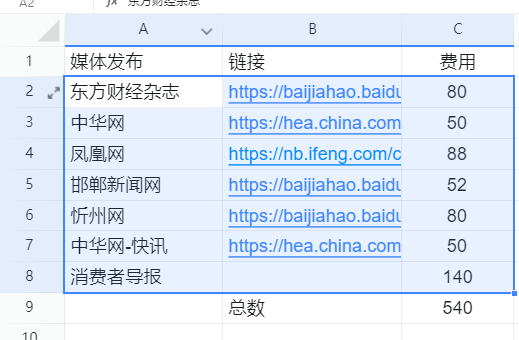 A2 fx 东方财经杂志
A B C
1 媒体发布 链接 费用
2 东方财经杂志 https://baijiahao.baidu 80
3 中华网 https://hea.china.com 50
4 凤凰网 https://nb.ifeng.com/c 88
5 邯郸新闻网 https://baijiahao.baidu 52
6 忻州网 https://baijiahao.baidu 80
7 中华网-快讯 https://hea.china.com 50
8 消费者导报 140
9 总数 540
10